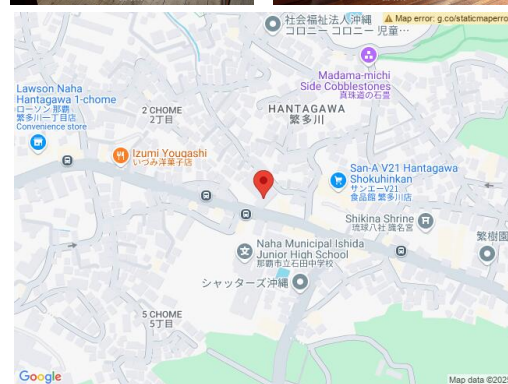 社会福祉法人沖縄
コロニー コロニー 児童…
Map error: g.co/staticmaperro
Madama-michi
Side Cobblestones
真珠道の石畳
Lawson Naha
Hantagawa 1-chome
ローソン 那覇
繁多川一丁目店
Convenience store
2 CHOME
2丁目
HANTAGAWA
繁多川
Izumi Yougashi
いづみ洋菓子店
San-A V21 Hantagawa
Shokuhinkan
サンエーV21
食品館 繁多川店
Shikina Shrine
琉球八社 識名宮
繁樹園
Naha Municipal Ishida
Junior High School
那覇市立石田中学校
シャッターズ沖縄
5 CHOME
5丁目
Google
Map data ©2025